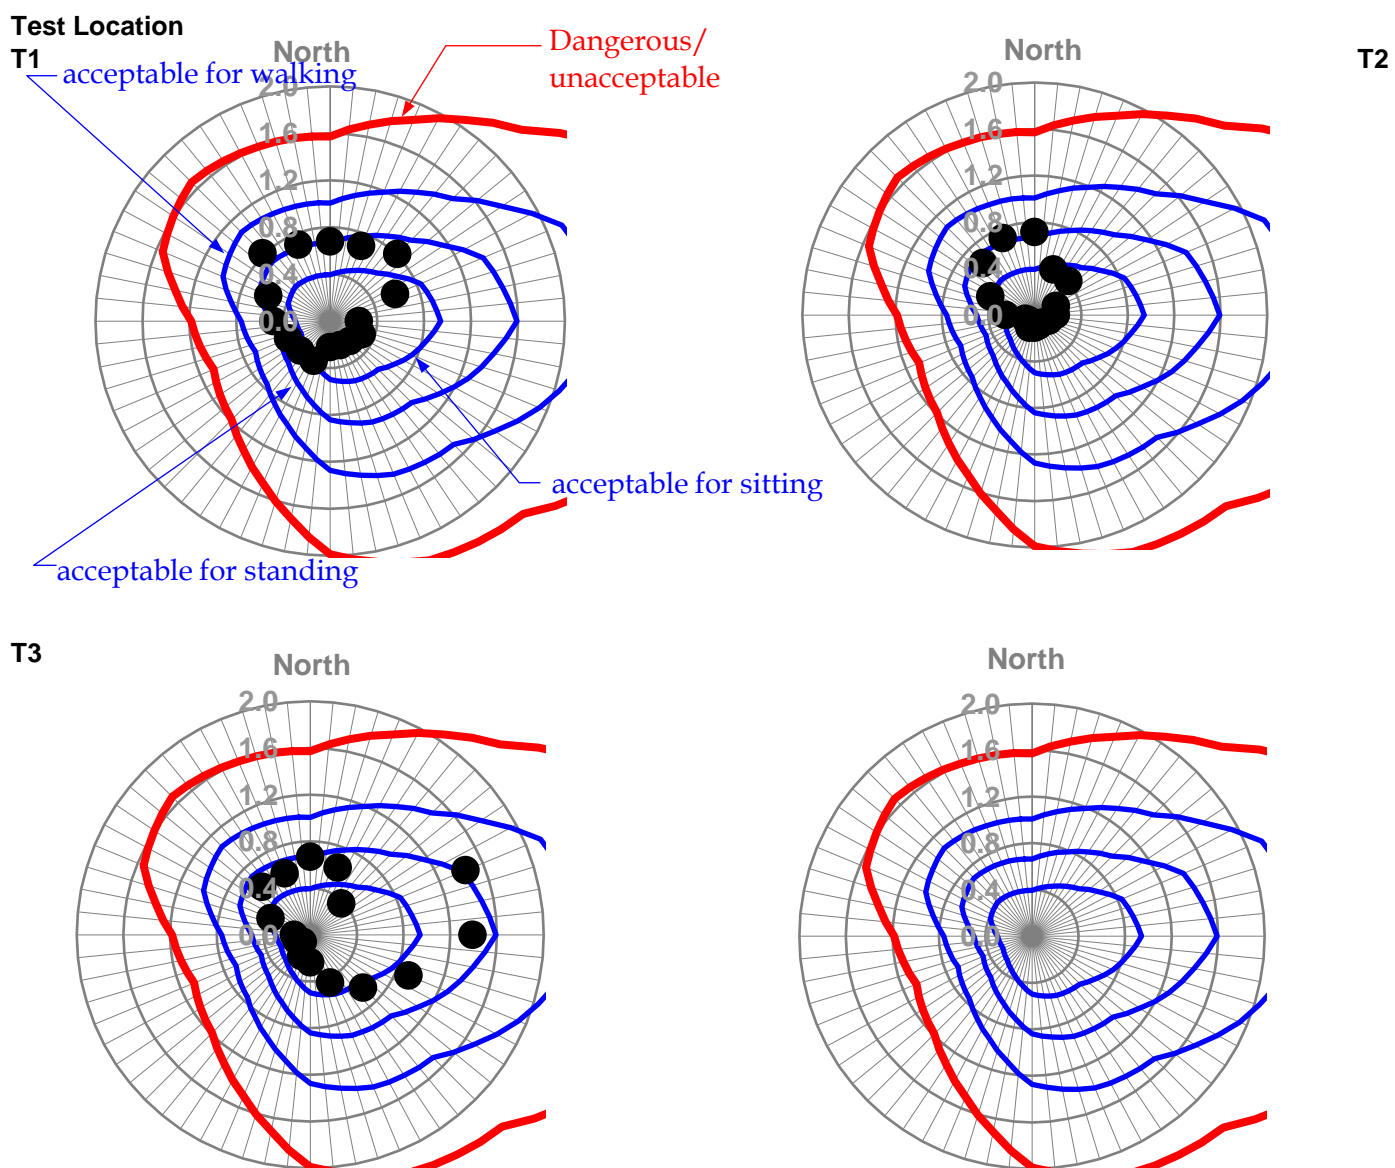 Test Location
T1
North
Dangerous/
unacceptable
acceptable for walking
2.0
1.6
1.2
0.8
0.4
0.0
acceptable for sitting
acceptable for standing
T2
North
2.0
1.6
1.2
0.8
0.4
0.0
T3
North
2.0
1.6
1.2
0.8
0.4
0.0
North
2.0
1.6
1.2
0.8
0.4
0.0